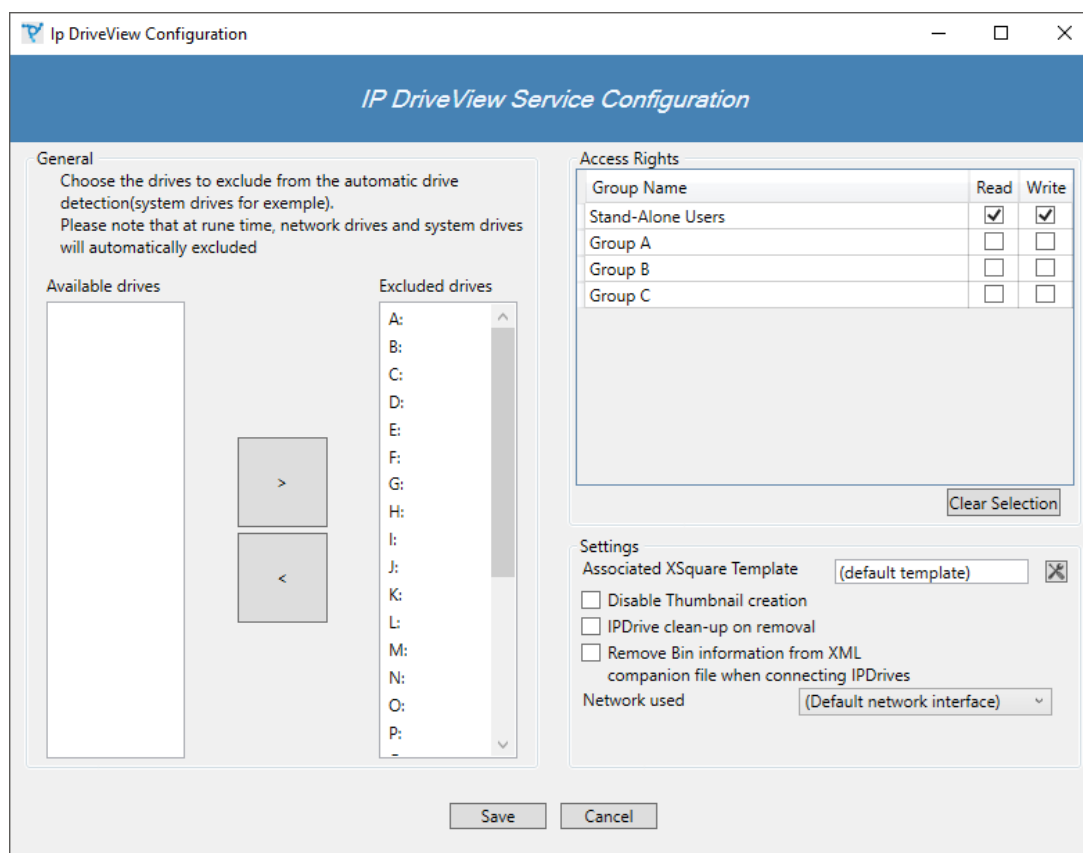 Ip DriveView Configuration
IP DriveView Service Configuration
General
Choose the drives to exclude from the automatic drive
detection(system drives for exemple).
Please note that at rune time, network drives and system drives
will automatically excluded
Available drives
Excluded drives
A:
B:
C:
D:
E:
F:
G:
H:
I:
J:
K:
L:
M:
N:
O:
P:
>
<
Access Rights
Group Name Read Write
Stand-Alone Users
Group A
Group B
Group C
Clear Selection
Settings
Associated XSquare Template (default template)
Disable Thumbnail creation
IPDrive clean-up on removal
Remove Bin information from XML
companion file when connecting IPDrives
Network used (Default network interface)
Save Cancel